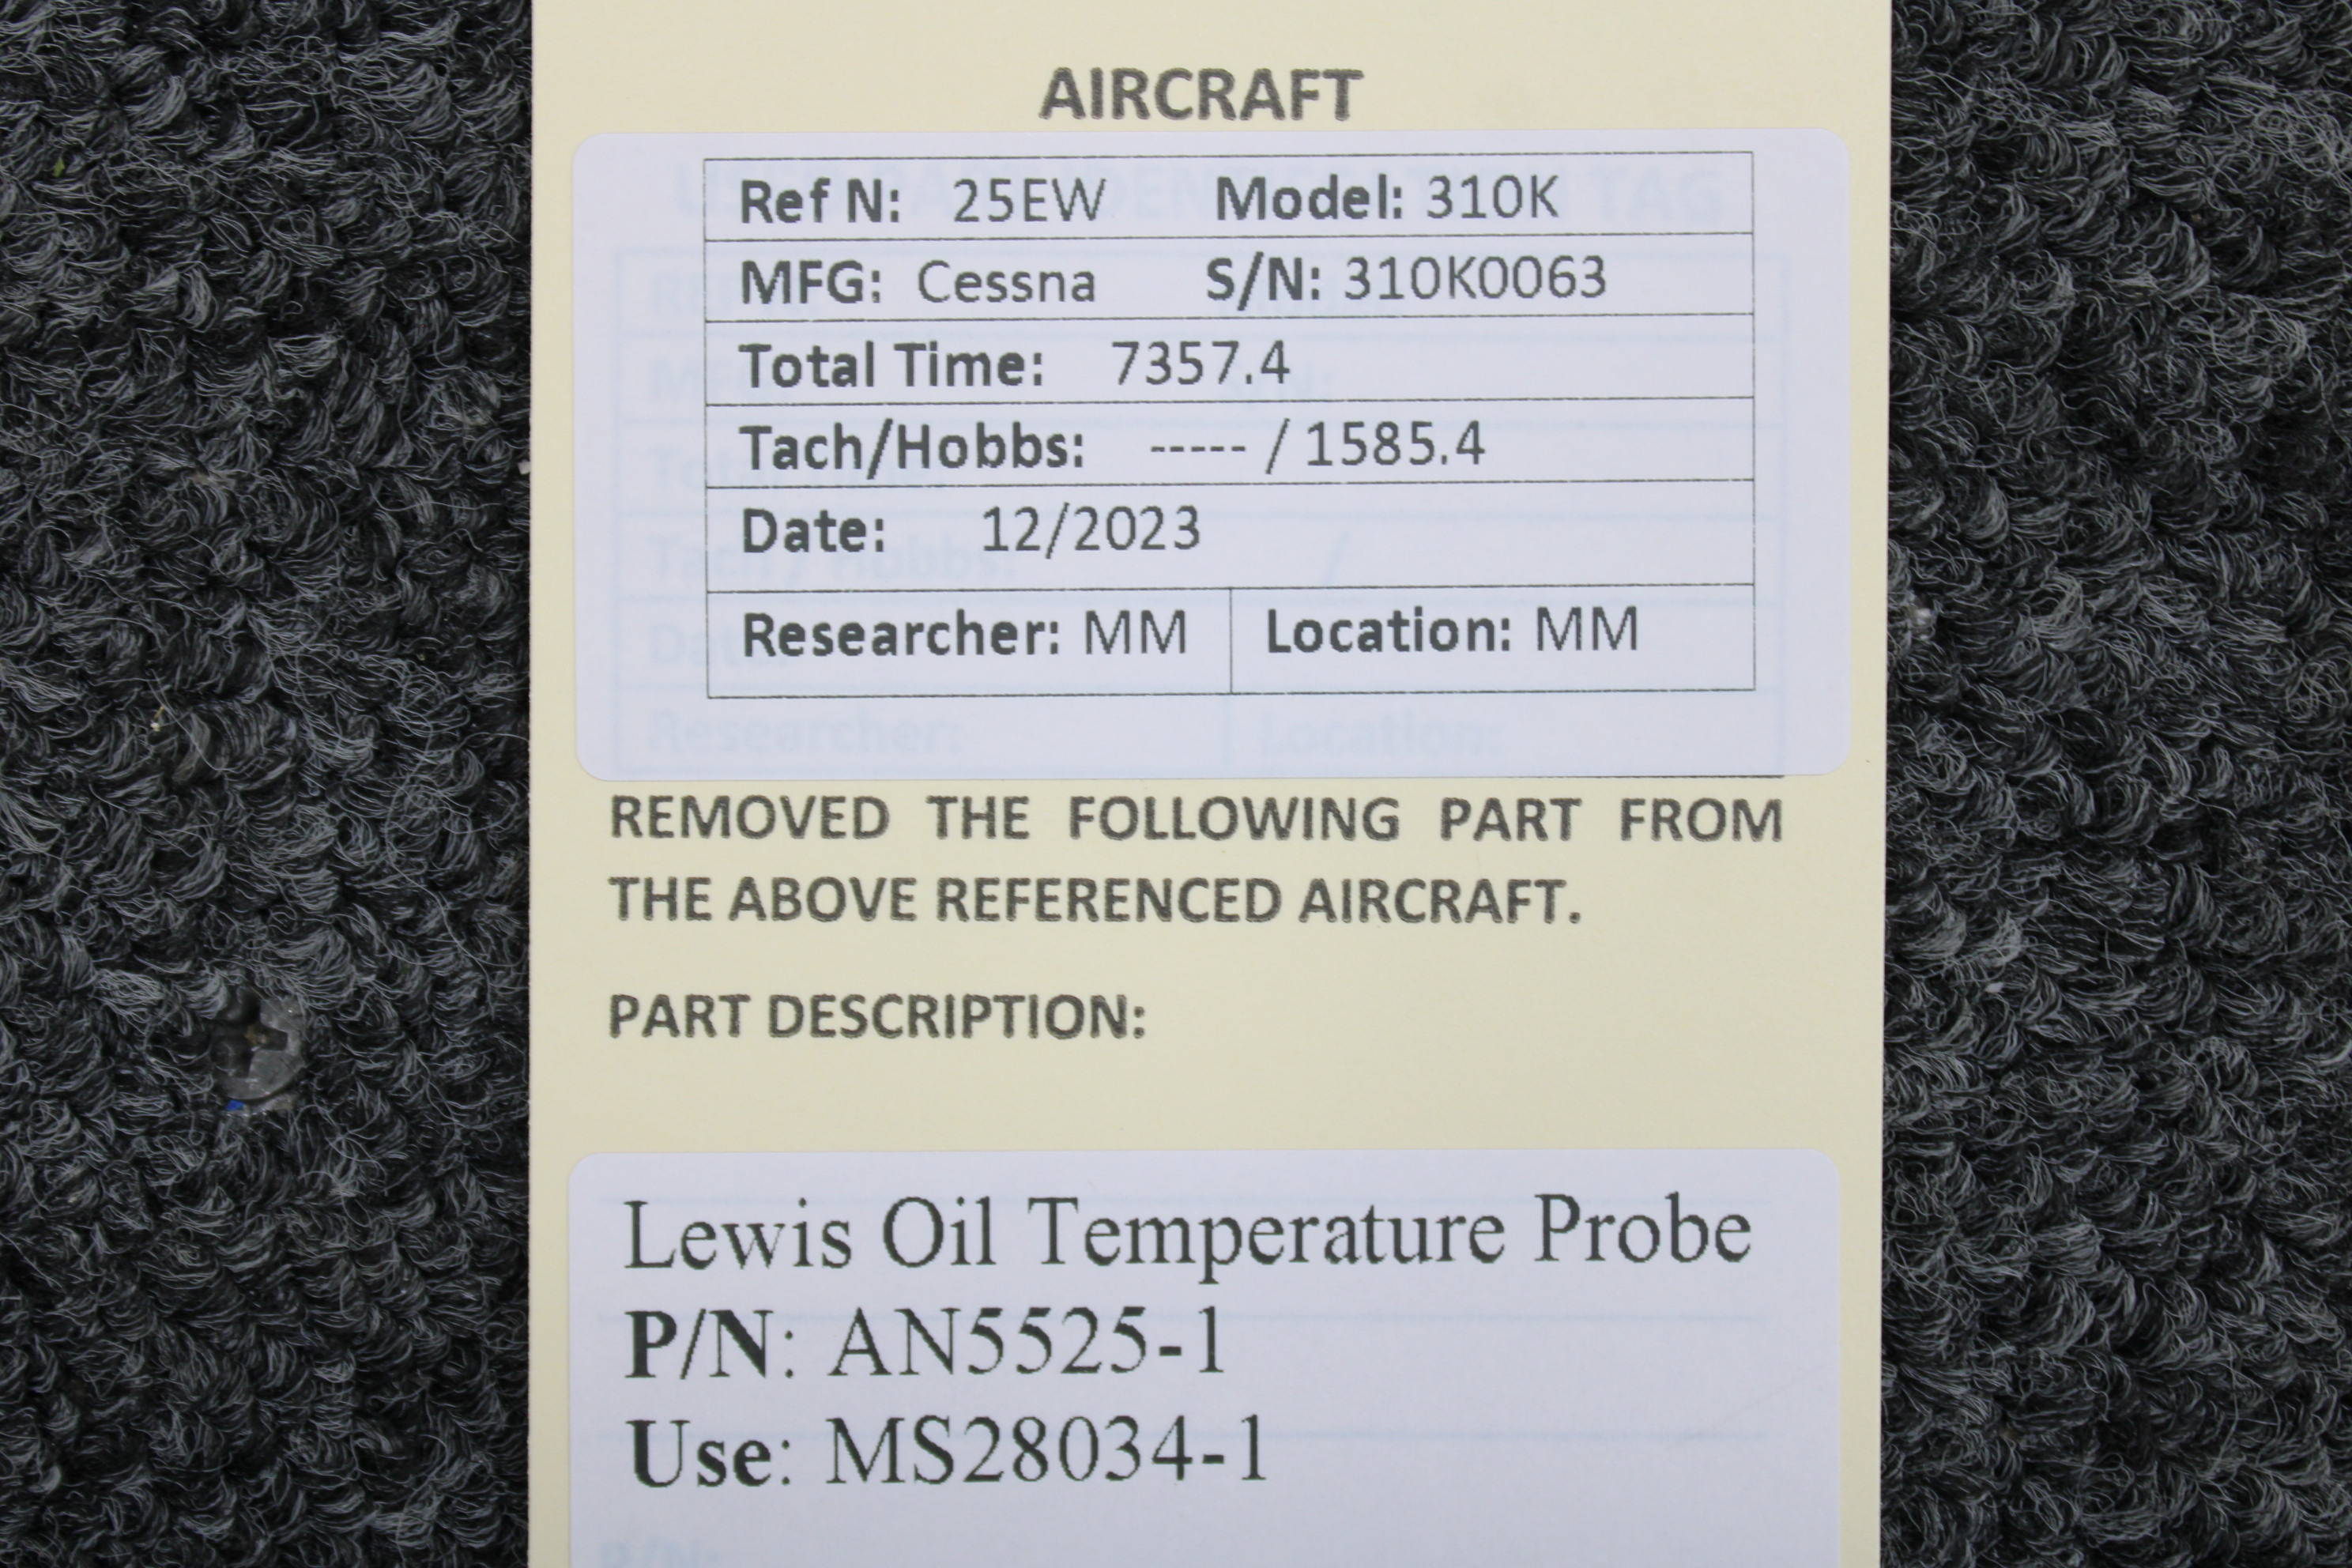 AIRCRAFT
Ref N: 25EW Model: 310K
MFG: Cessna S/N: 310K0063
Total Time: 7357.4
Tach/Hobbs: ----- / 1585.4
Date: 12/2023
Researcher: MM Location: MM
REMOVED THE FOLLOWING PART FROM
THE ABOVE REFERENCED AIRCRAFT.
PART DESCRIPTION:
Lewis Oil Temperature Probe
P/N: AN5525-1
Use: MS28034-1
P/N: